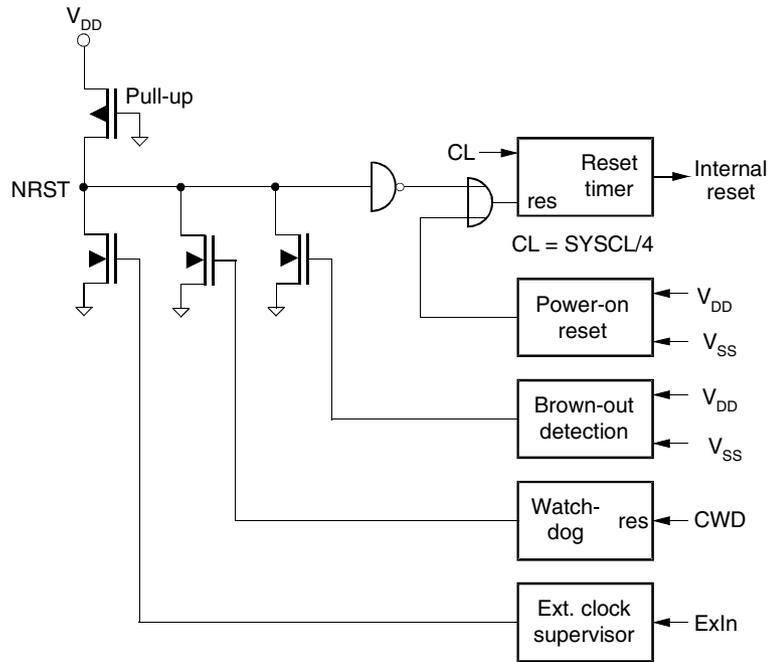 VDD
Pull-up
NRST
CL
Reset
timer
res
Internal
reset
CL = SYSCL/4
Power-on
reset
VDD
VSS
Brown-out
detection
VDD
VSS
Watch-
dog
res
CWD
Ext. clock
supervisor
ExIn